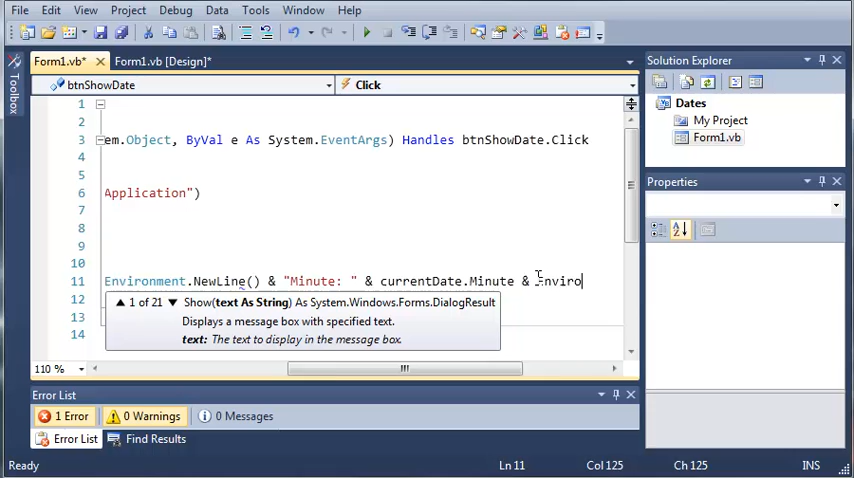 File Edit View Project Debug Data Tools Window Help
Form1.vb* Form1.vb [Design]*
btnShowDate Click
Toolbox
1
2
3 em.Object, ByVal e As System.EventArgs) Handles btnShowDate.Click
4
5
6 Application")
7
8
9
10
11 Environment.NewLine() & "Minute: " & currentDate.Minute & Enviro
1 of 21 Show(text As String) As System.Windows.Forms.DialogResult
Displays a message box with specified text.
text: The text to display in the message box.
12
13
14
110 %
Solution Explorer
Dates
My Project
Form1.vb
Properties
Error List
1 Error 0 Warnings 0 Messages
Error List Find Results
Ready Ln 11 Col 125 Ch 125 INS